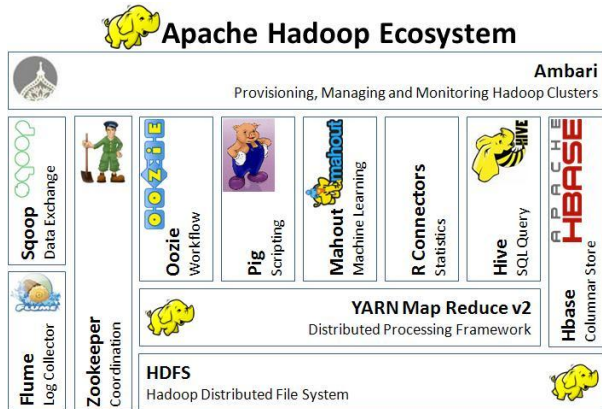 Apache Hadoop Ecosystem
Ambari
Provisioning, Managing and Monitoring Hadoop Clusters
sqoop
Sqoop
Data Exchange
Zookeeper
Coordination
OOZIE
Oozie
Workflow
Pig
Scripting
mahout
Mahout
Machine Learning
R Connectors
Statistics
HIVE
Hive
SQL Query
APACHE
HBASE
Hbase
Columnar Store
FLUME
Flume
Log Collector
YARN Map Reduce v2
Distributed Processing Framework
HDFS
Hadoop Distributed File System